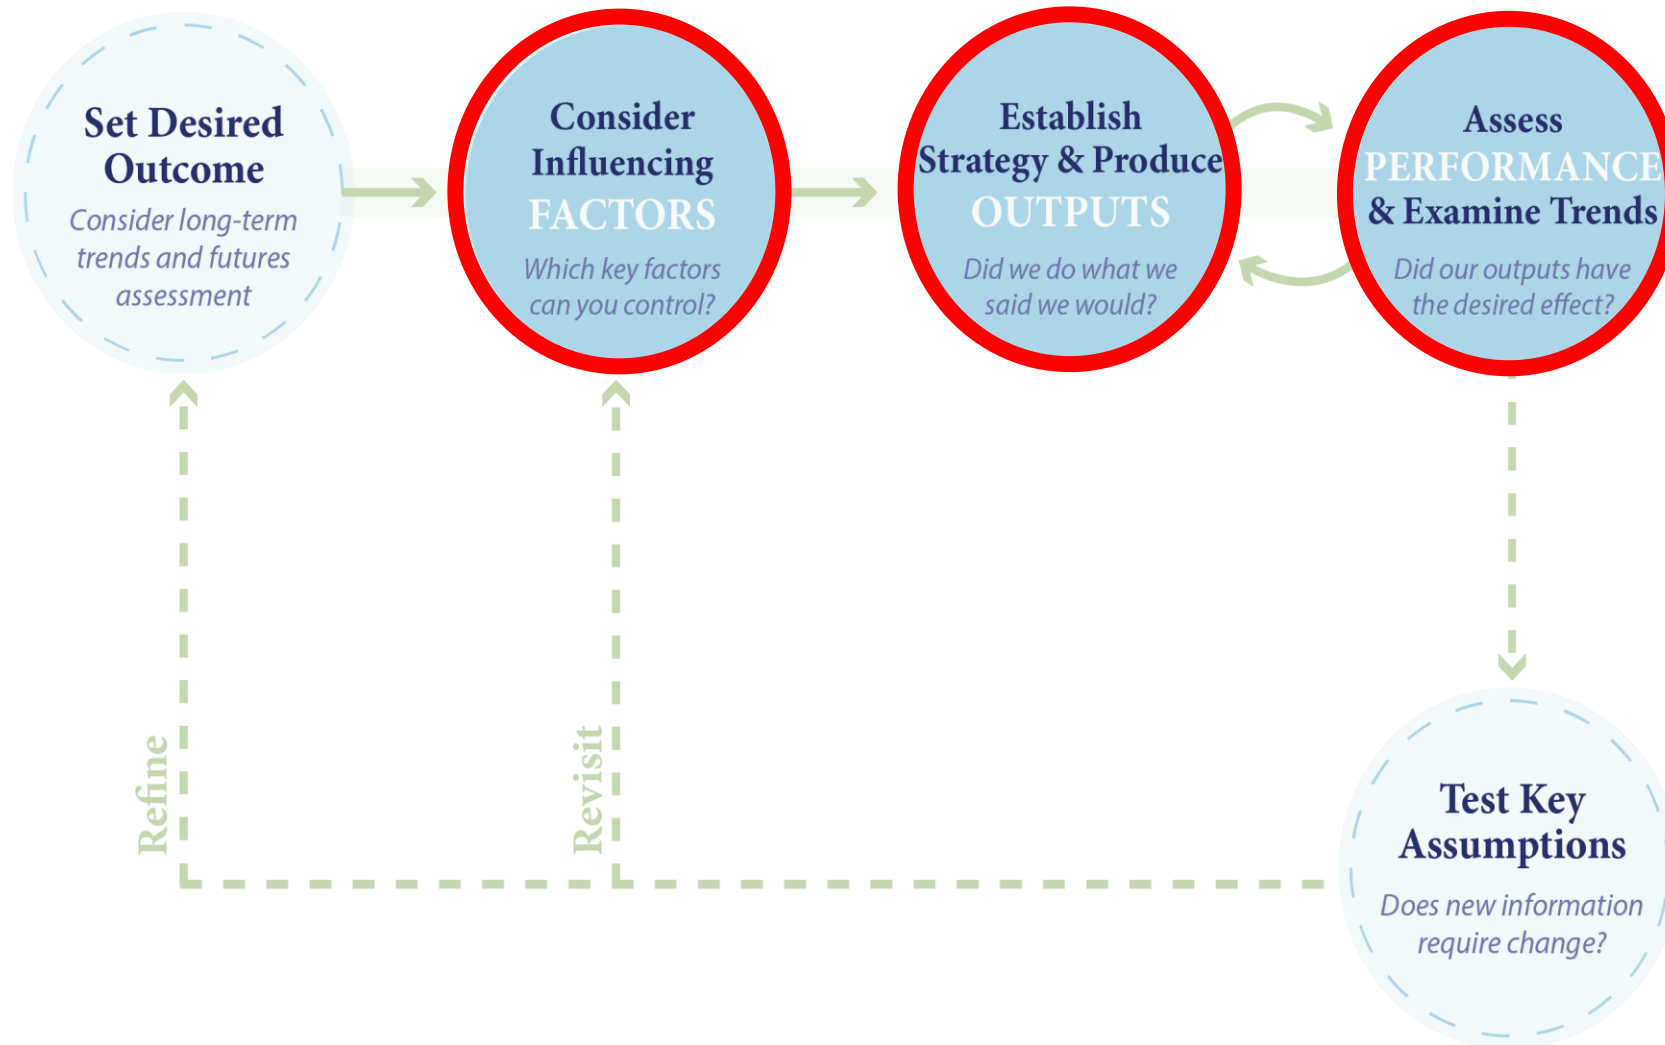 Set Desired
Outcome
Consider long-term
trends and futures
assessment
Consider
Influencing
FACTORS
Which key factors
can you control?
Establish
Strategy & Produce
OUTPUTS
Did we do what we
said we would?
Assess
PERFORMANCE
& Examine Trends
Did our outputs have
the desired effect?
Refine
Revisit
Test Key
Assumptions
Does new information
require change?